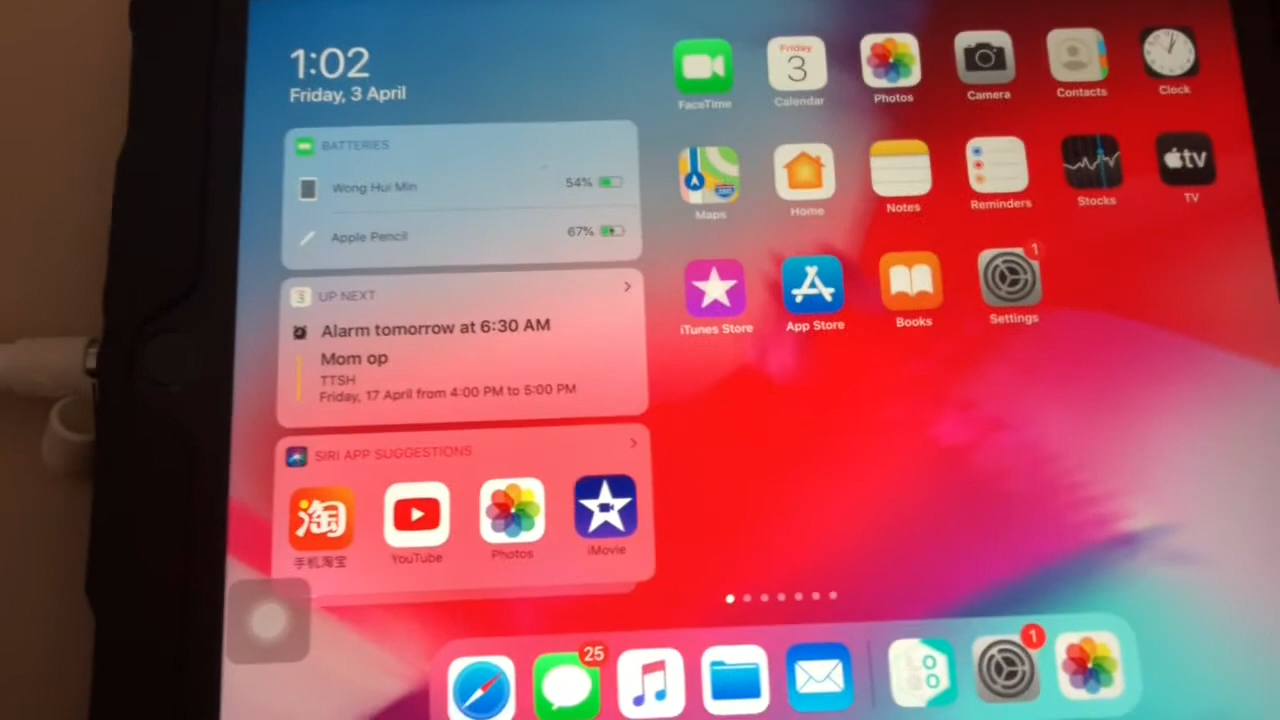 1:02
Friday, 3 April
BATTERIES
Wong Hui Min
54%
Apple Pencil
67%
3
UP NEXT
Alarm tomorrow at 6:30 AM
Mom op
TTSH
Friday, 17 April from 4:00 PM to 5:00 PM
SIRI APP SUGGESTIONS
淘
手机淘宝
YouTube
Photos
iMovie
Friday
3
FaceTime
Calendar
Photos
Camera
Contacts
Clock
tv
Maps
Home
Notes
Reminders
Stocks
TV
1
iTunes Store
App Store
Books
Settings
25
1